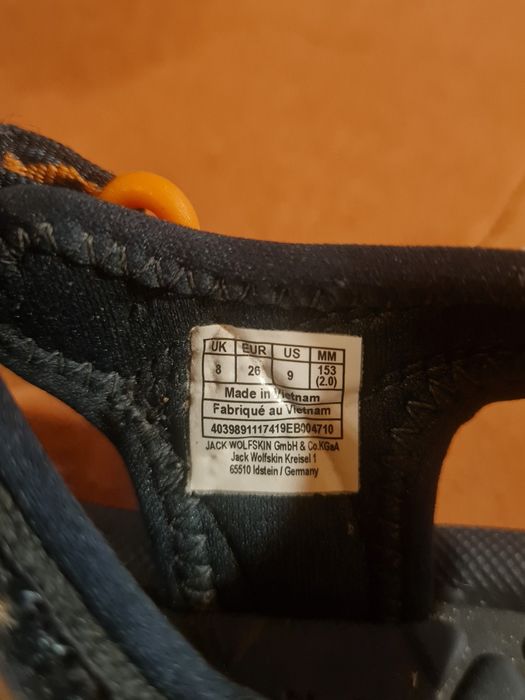 UK EUR US MM
8 26 9 153 (2.0)
Made in Vietnam
Fabriqué au Vietnam
4039891117419EB004710
JACK WOLFSKIN GmbH & Co.KGaA
Jack Wolfskin Kreisel 1
65510 Idstein / Germany